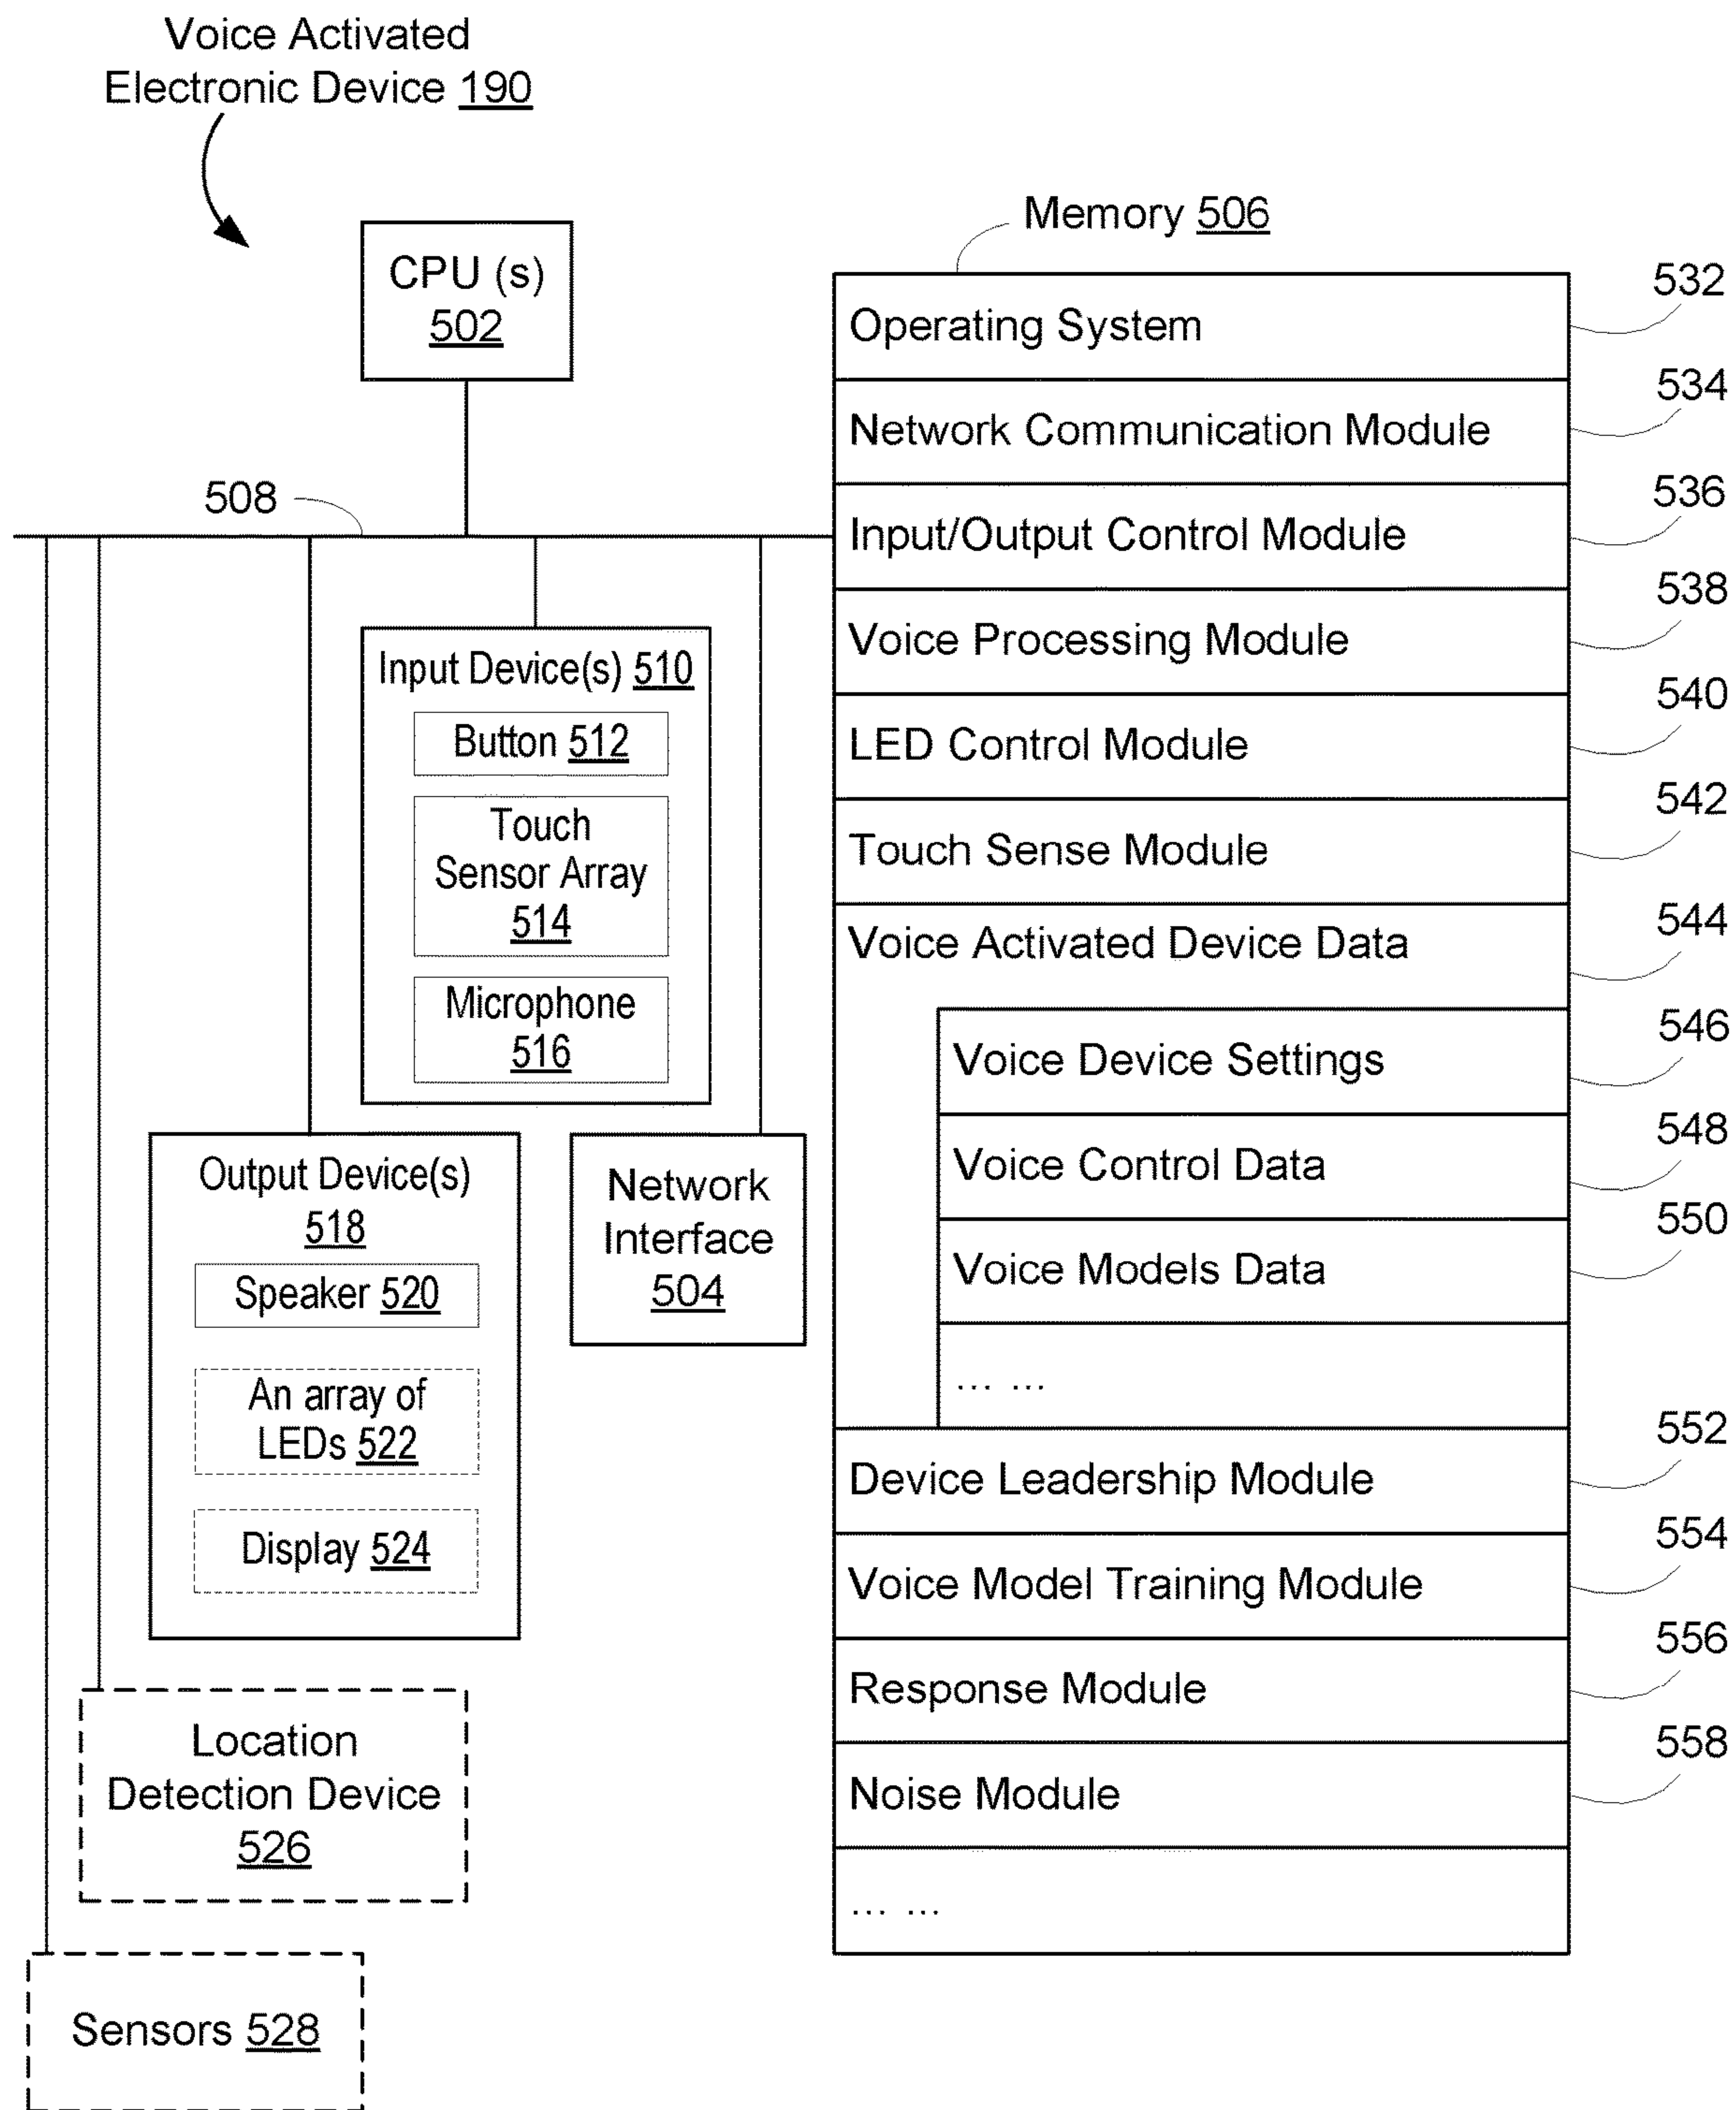 Voice Activated
Electronic Device 190
CPU (s)
502
508
Input Device(s) 510
Button 512
Touch
Sensor Array
514
Microphone
516
Output Device(s)
518
Speaker 520
An array of
LEDs 522
Display 524
Network
Interface
504
Location
Detection Device
526
Sensors 528
Memory 506
Operating System
532
Network Communication Module
534
Input/Output Control Module
536
Voice Processing Module
538
LED Control Module
540
Touch Sense Module
542
Voice Activated Device Data
544
Voice Device Settings
546
Voice Control Data
548
Voice Models Data
550
... ...
Device Leadership Module
552
Voice Model Training Module
554
Response Module
556
Noise Module
558
... ...